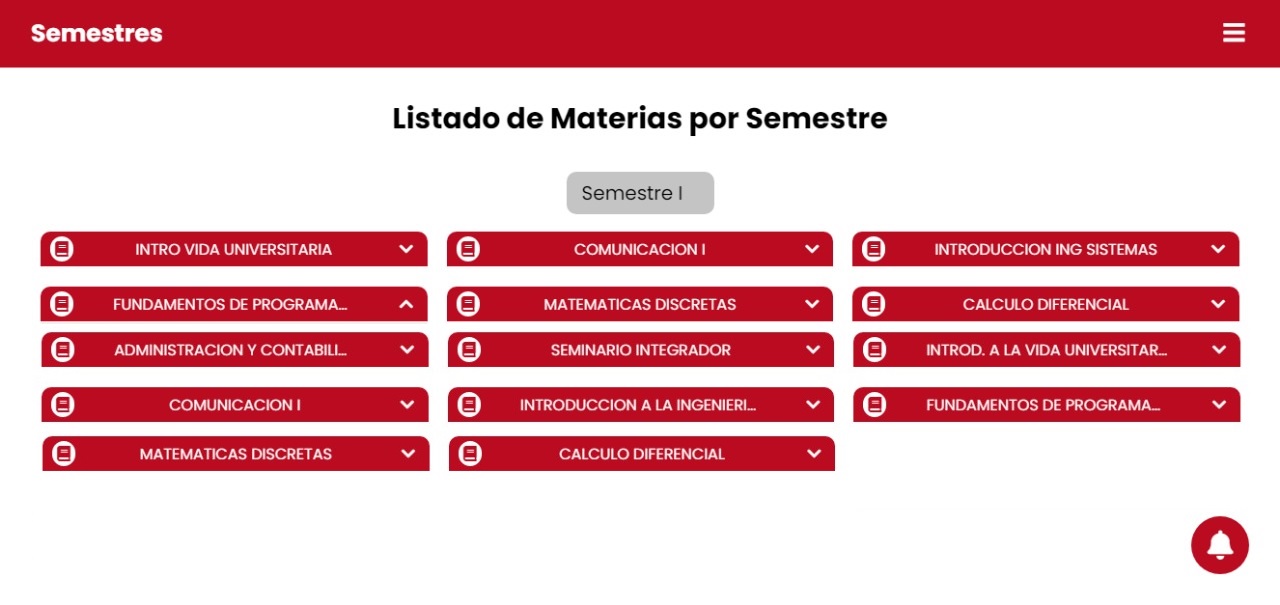 Semestres
Listado de Materias por Semestre
Semestre I
INTRO VIDA UNIVERSITARIA
COMUNICACION I
INTRODUCCION ING SISTEMAS
FUNDAMENTOS DE PROGRAMA...
MATEMATICAS DISCRETAS
CALCULO DIFERENCIAL
ADMINISTRACION Y CONTABILI...
SEMINARIO INTEGRADOR
INTROD. A LA VIDA UNIVERSITAR...
COMUNICACION I
INTRODUCCION A LA INGENIERI...
FUNDAMENTOS DE PROGRAMA...
MATEMATICAS DISCRETAS
CALCULO DIFERENCIAL